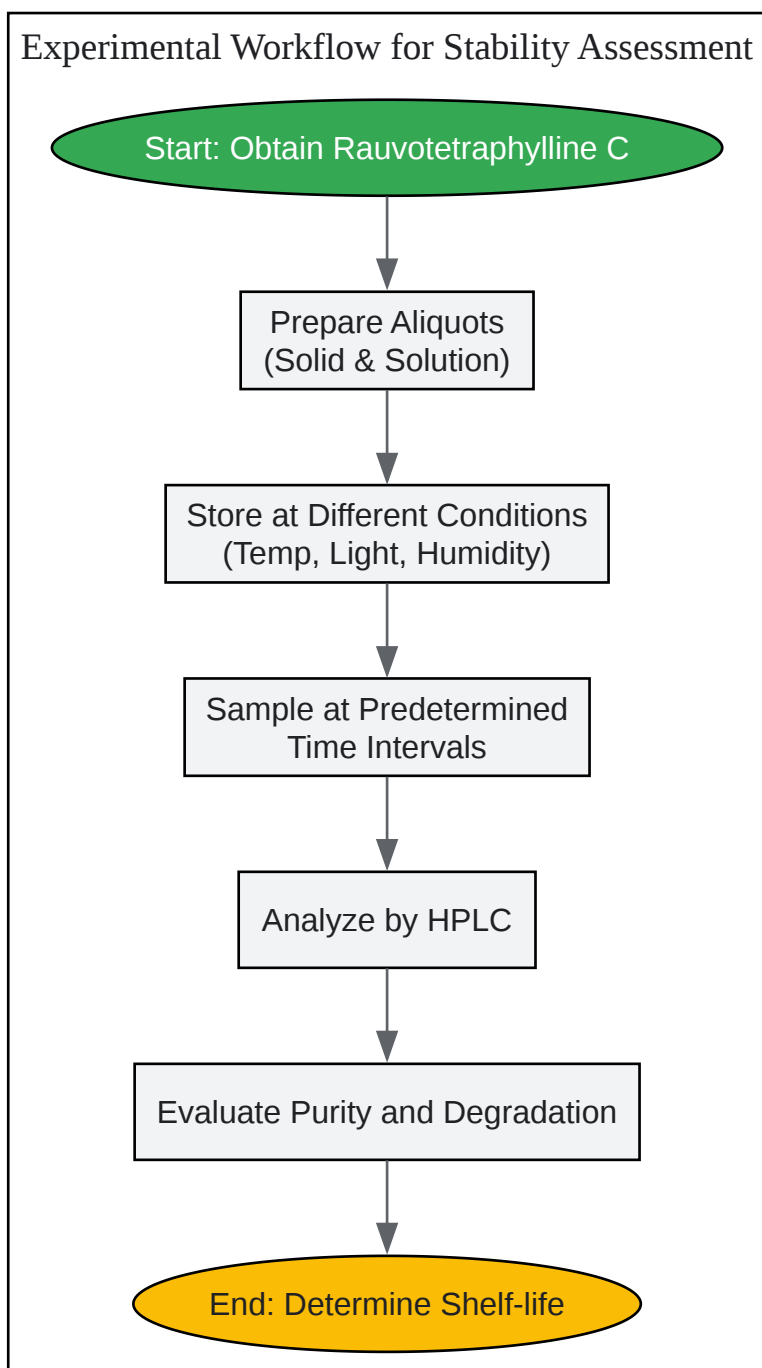 Experimental Workflow for Stability Assessment
Start: Obtain Rauvotetraphylline C
Prepare Aliquots
(Solid & Solution)
Store at Different Conditions
(Temp, Light, Humidity)
Sample at Predetermined
Time Intervals
Analyze by HPLC
Evaluate Purity and Degradation
End: Determine Shelf-life